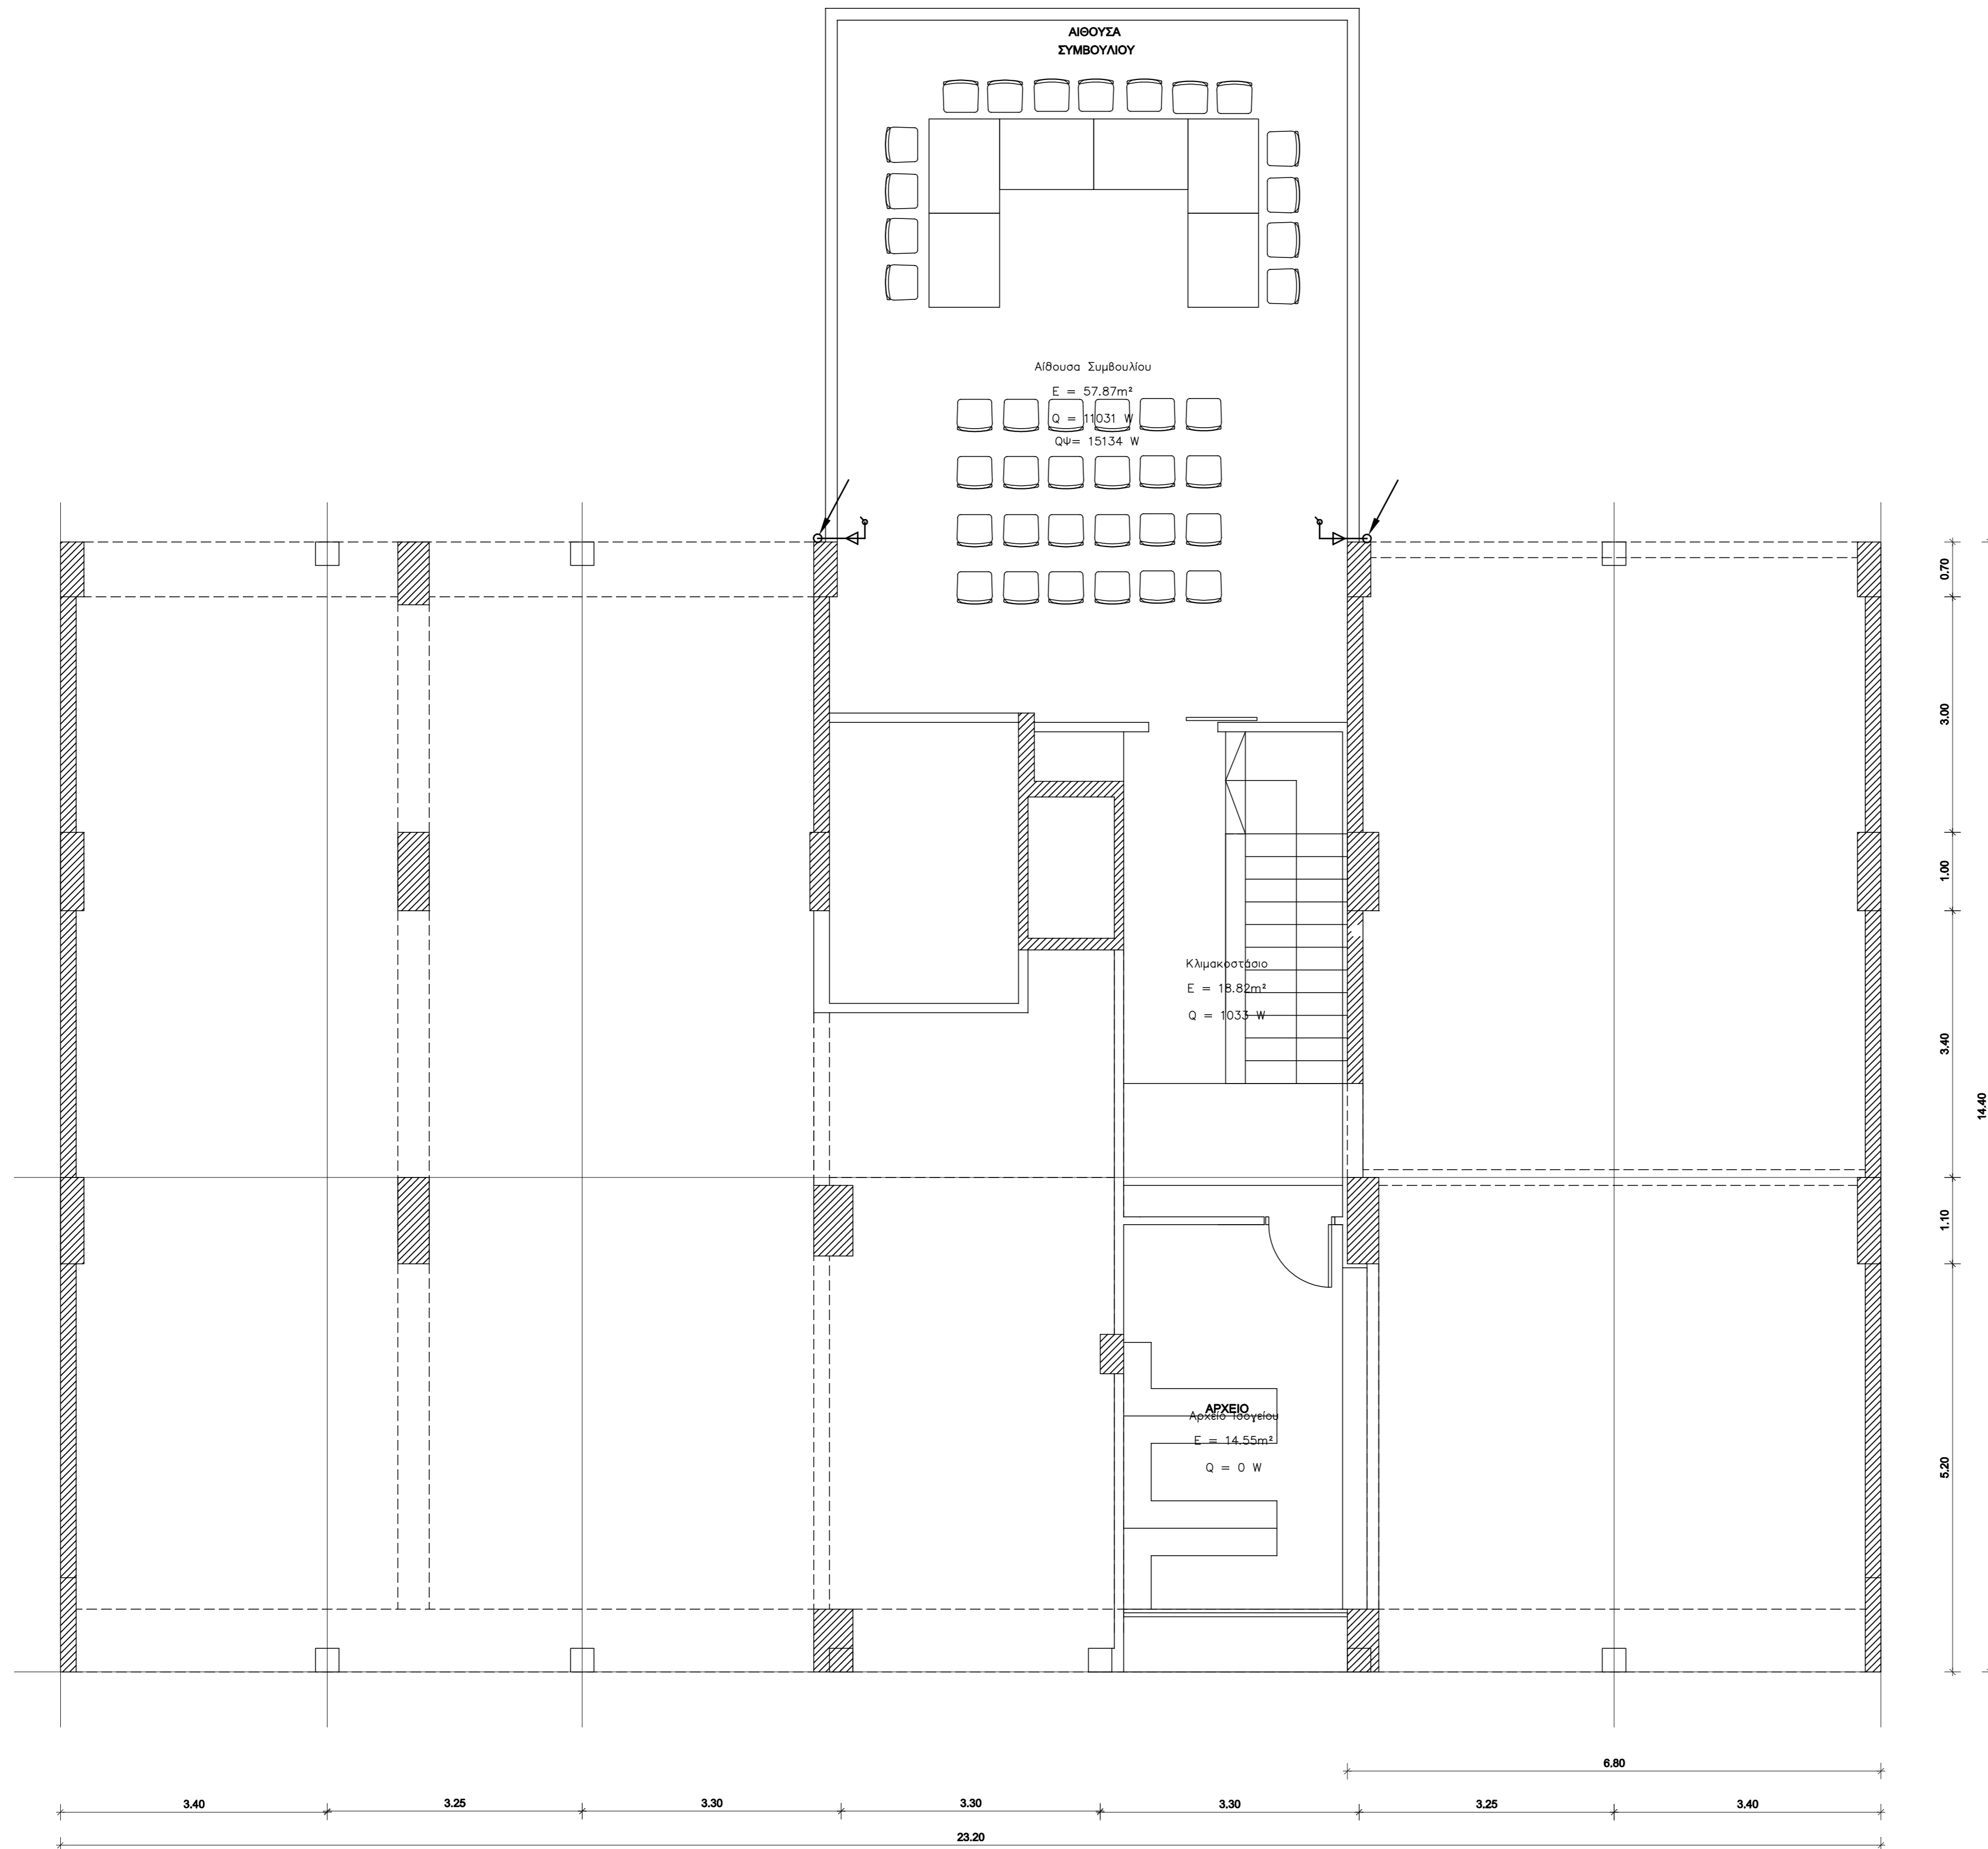 ΑΙΘΟΥΣΑ
ΣΥΜΒΟΥΛΙΟΥ
Αίθουσα Συμβουλίου
E = 57.87m²
Q = 11031 W
QΨ= 15134 W
0.70
3.00
1.00
3.40
14.40
1.10
5.20
Κλιμακοστάσιο
E = 18.82m²
Q = 1033 W
ΑΡΧΕΙΟ
Αρχείο Ισογείου
E = 14.55m²
Q = 0 W
6.80
3.40
3.25
3.30
3.30
3.30
3.25
3.40
23.20